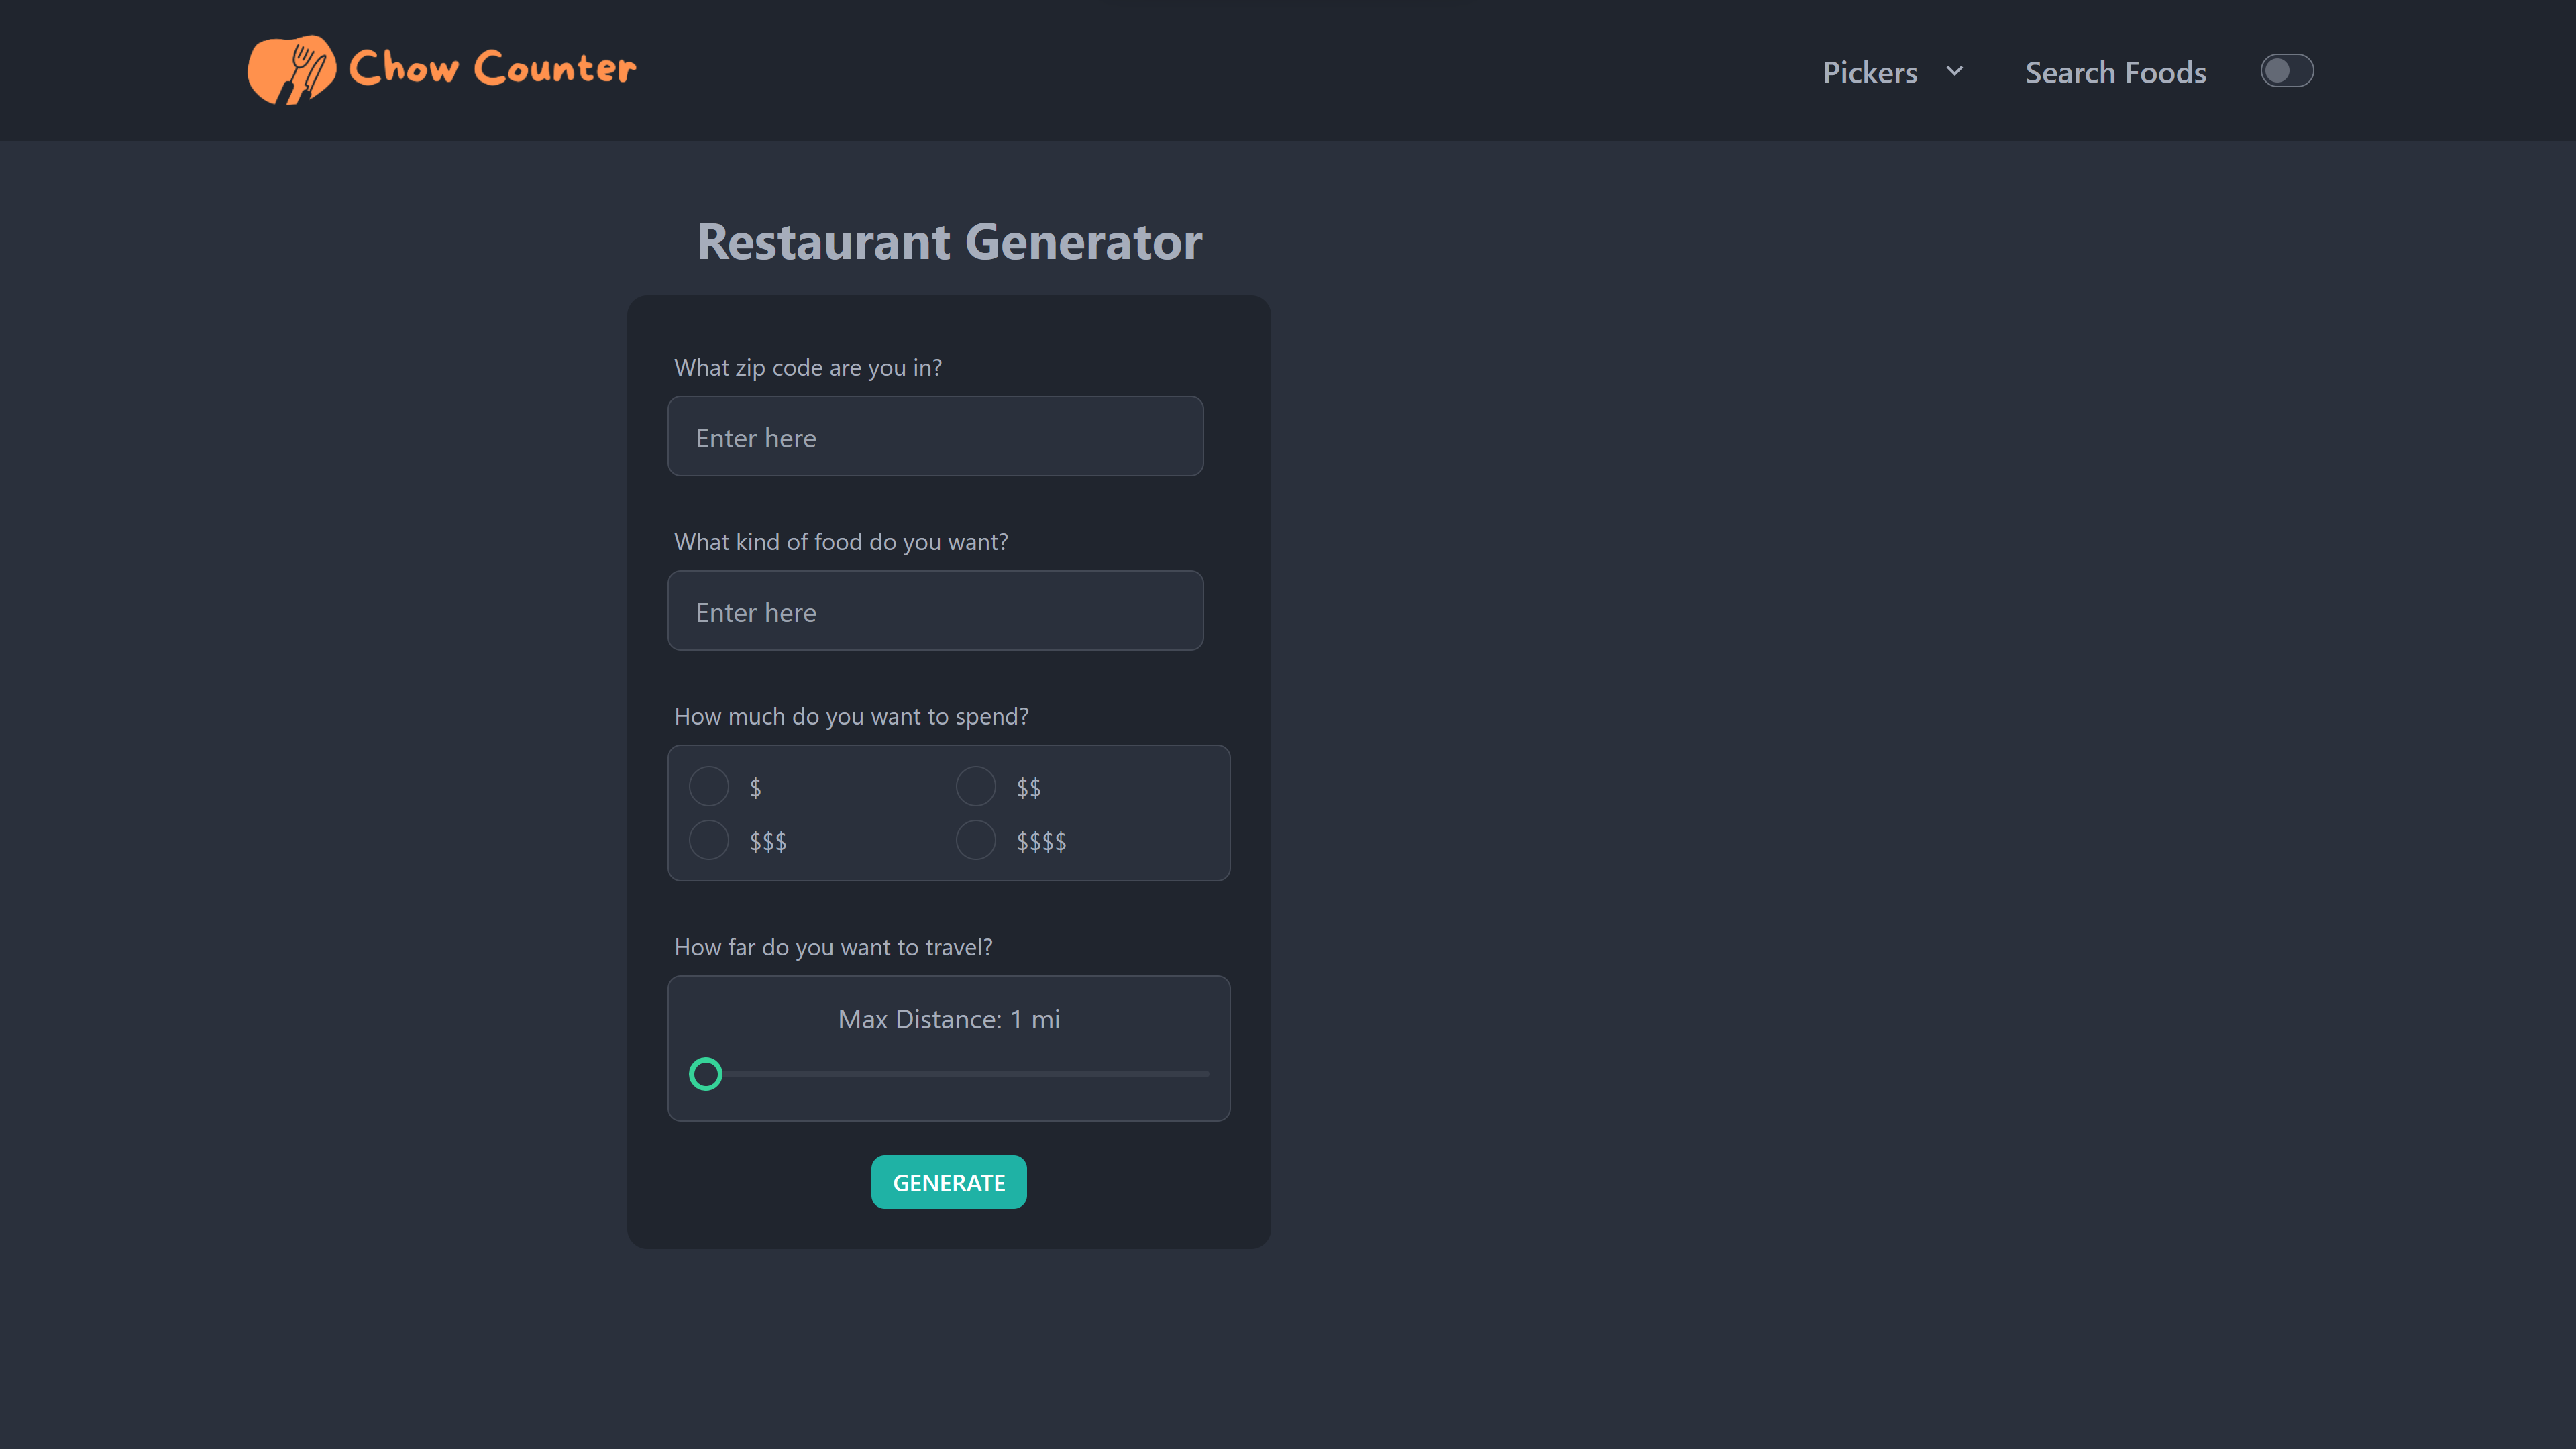 Chow Counter
Pickers
Search Foods
Restaurant Generator
What zip code are you in?
Enter here
What kind of food do you want?
Enter here
How much do you want to spend?
$ $$
$$$ $$$$
How far do you want to travel?
Max Distance: 1 mi
GENERATE